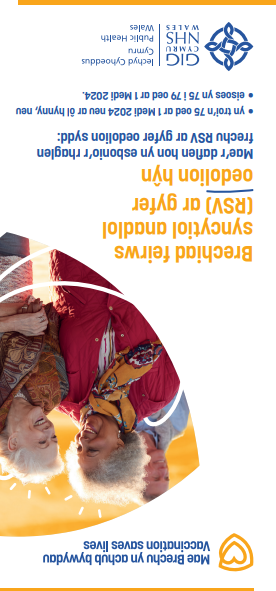 Mae Brechu yn achub bywydau
Vaccination saves lives
Brechiad feirws
syncytiol anadlol
(RSV) ar gyfer
oedolion hŷn
Mae'r daflen hon yn esbonio'r rhaglen
frechu RSV ar gyfer oedolion sydd:
• yn troi'n 75 oed ar 1 Medi 2024 neu ar ôl hynny, neu
• eisoes yn 75 i 79 oed ar 1 Medi 2024.
GIG
CYMRU
NHS
WALES
Iechyd Cyhoeddus
Cymru
Public Health
Wales